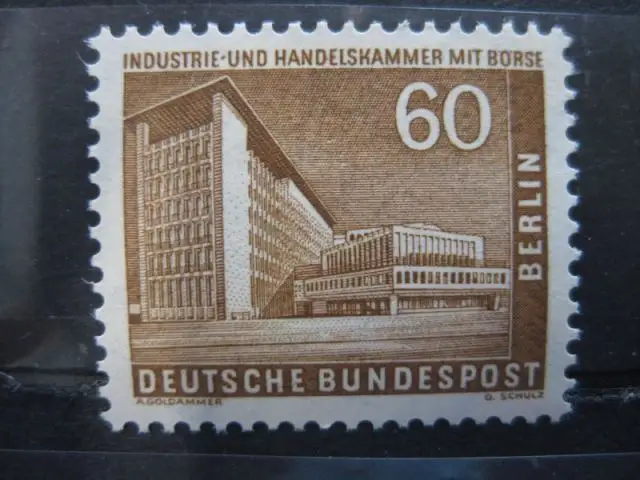 INDUSTRIE-UND HANDELSKAMMER MIT BÖRSE
60
BERLIN
DEUTSCHE BUNDESPOST
A.GOLDAMMER
G. SCHULZ